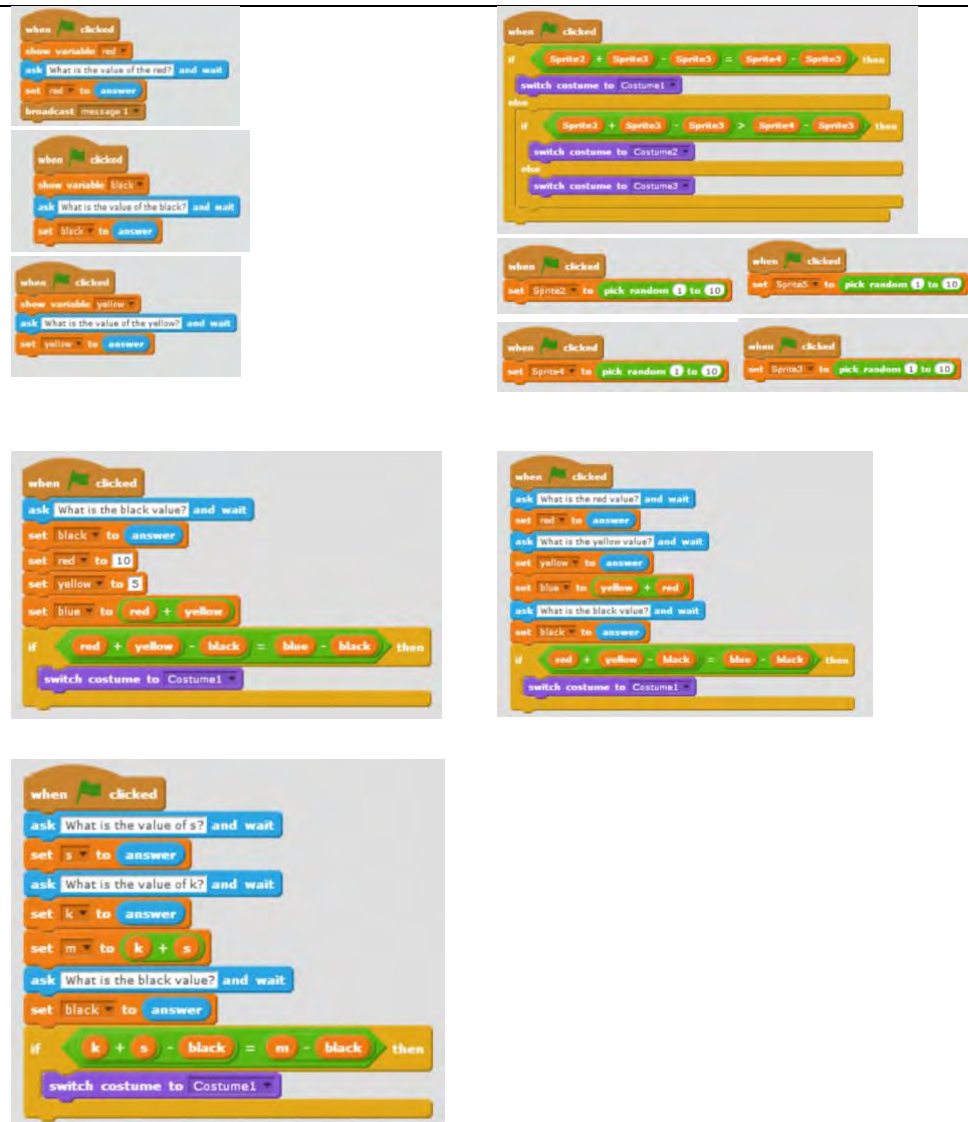 when clicked
show variable red
ask What is the value of the red? and wait
set red to answer
broadcast message 1
when clicked
show variable black
ask What is the value of the black? and wait
set black to answer
when clicked
show variable yellow
ask What is the value of the yellow? and wait
set yellow to answer
when clicked
if Sprite2 + Sprite3 - Sprite5 = Sprite4 - Sprite5 then
switch costume to Costume1
else
if Sprite2 + Sprite3 - Sprite5 > Sprite4 - Sprite5 then
switch costume to Costume2
else
switch costume to Costume3
when clicked
set Sprite2 to pick random 1 to 10
when clicked
set Sprite5 to pick random 1 to 10
when clicked
set Sprite4 to pick random 1 to 10
when clicked
set Sprite3 to pick random 1 to 10
when clicked
ask What is the black value? and wait
set black to answer
set red to 10
set yellow to 5
set blue to red + yellow
if red + yellow - black = blue - black then
switch costume to Costume1
when clicked
ask What is the red value? and wait
set red to answer
ask What is the yellow value? and wait
set yellow to answer
set blue to yellow + red
ask What is the black value? and wait
set black to answer
if red + yellow - black = blue - black then
switch costume to Costume1
when clicked
ask What is the value of s? and wait
set s to answer
ask What is the value of k? and wait
set k to answer
set m to k + s
ask What is the black value? and wait
set black to answer
if k + s - black = m - black then
switch costume to Costume1